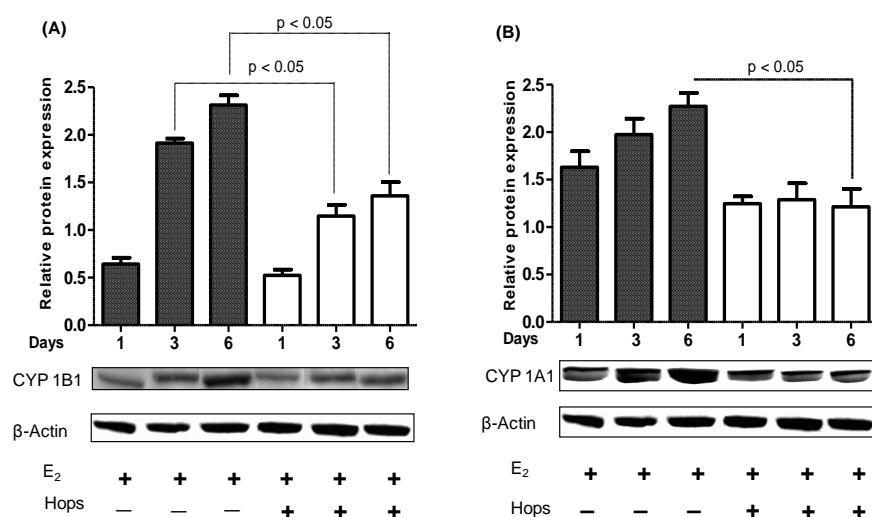 (A)
p < 0.05
p < 0.05
Relative protein expression
2.5
2.0
1.5
1.0
0.5
0.0
Days 1 3 6 1 3 6
CYP 1B1
β-Actin
E2 + + + + + +
Hops – – – + + +
(B)
p < 0.05
Relative protein expression
2.5
2.0
1.5
1.0
0.5
0.0
Days 1 3 6 1 3 6
CYP 1A1
β-Actin
E2 + + + + + +
Hops – – – + + +